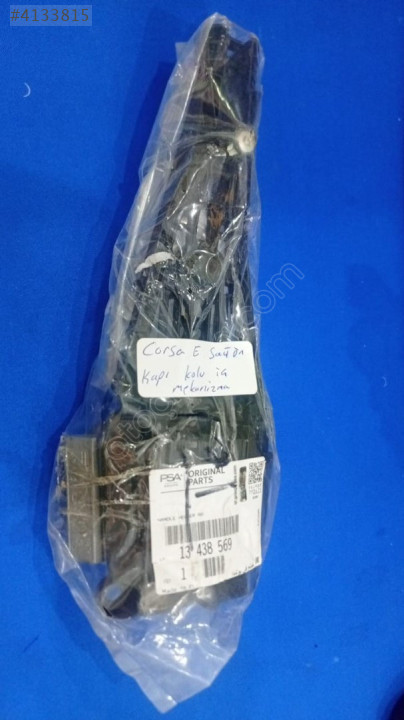 #4133815
Corsa E sağ ön
Kapı kolu iç
mekanizma
PSA
ORIGINAL
PARTS
13 438 569
1